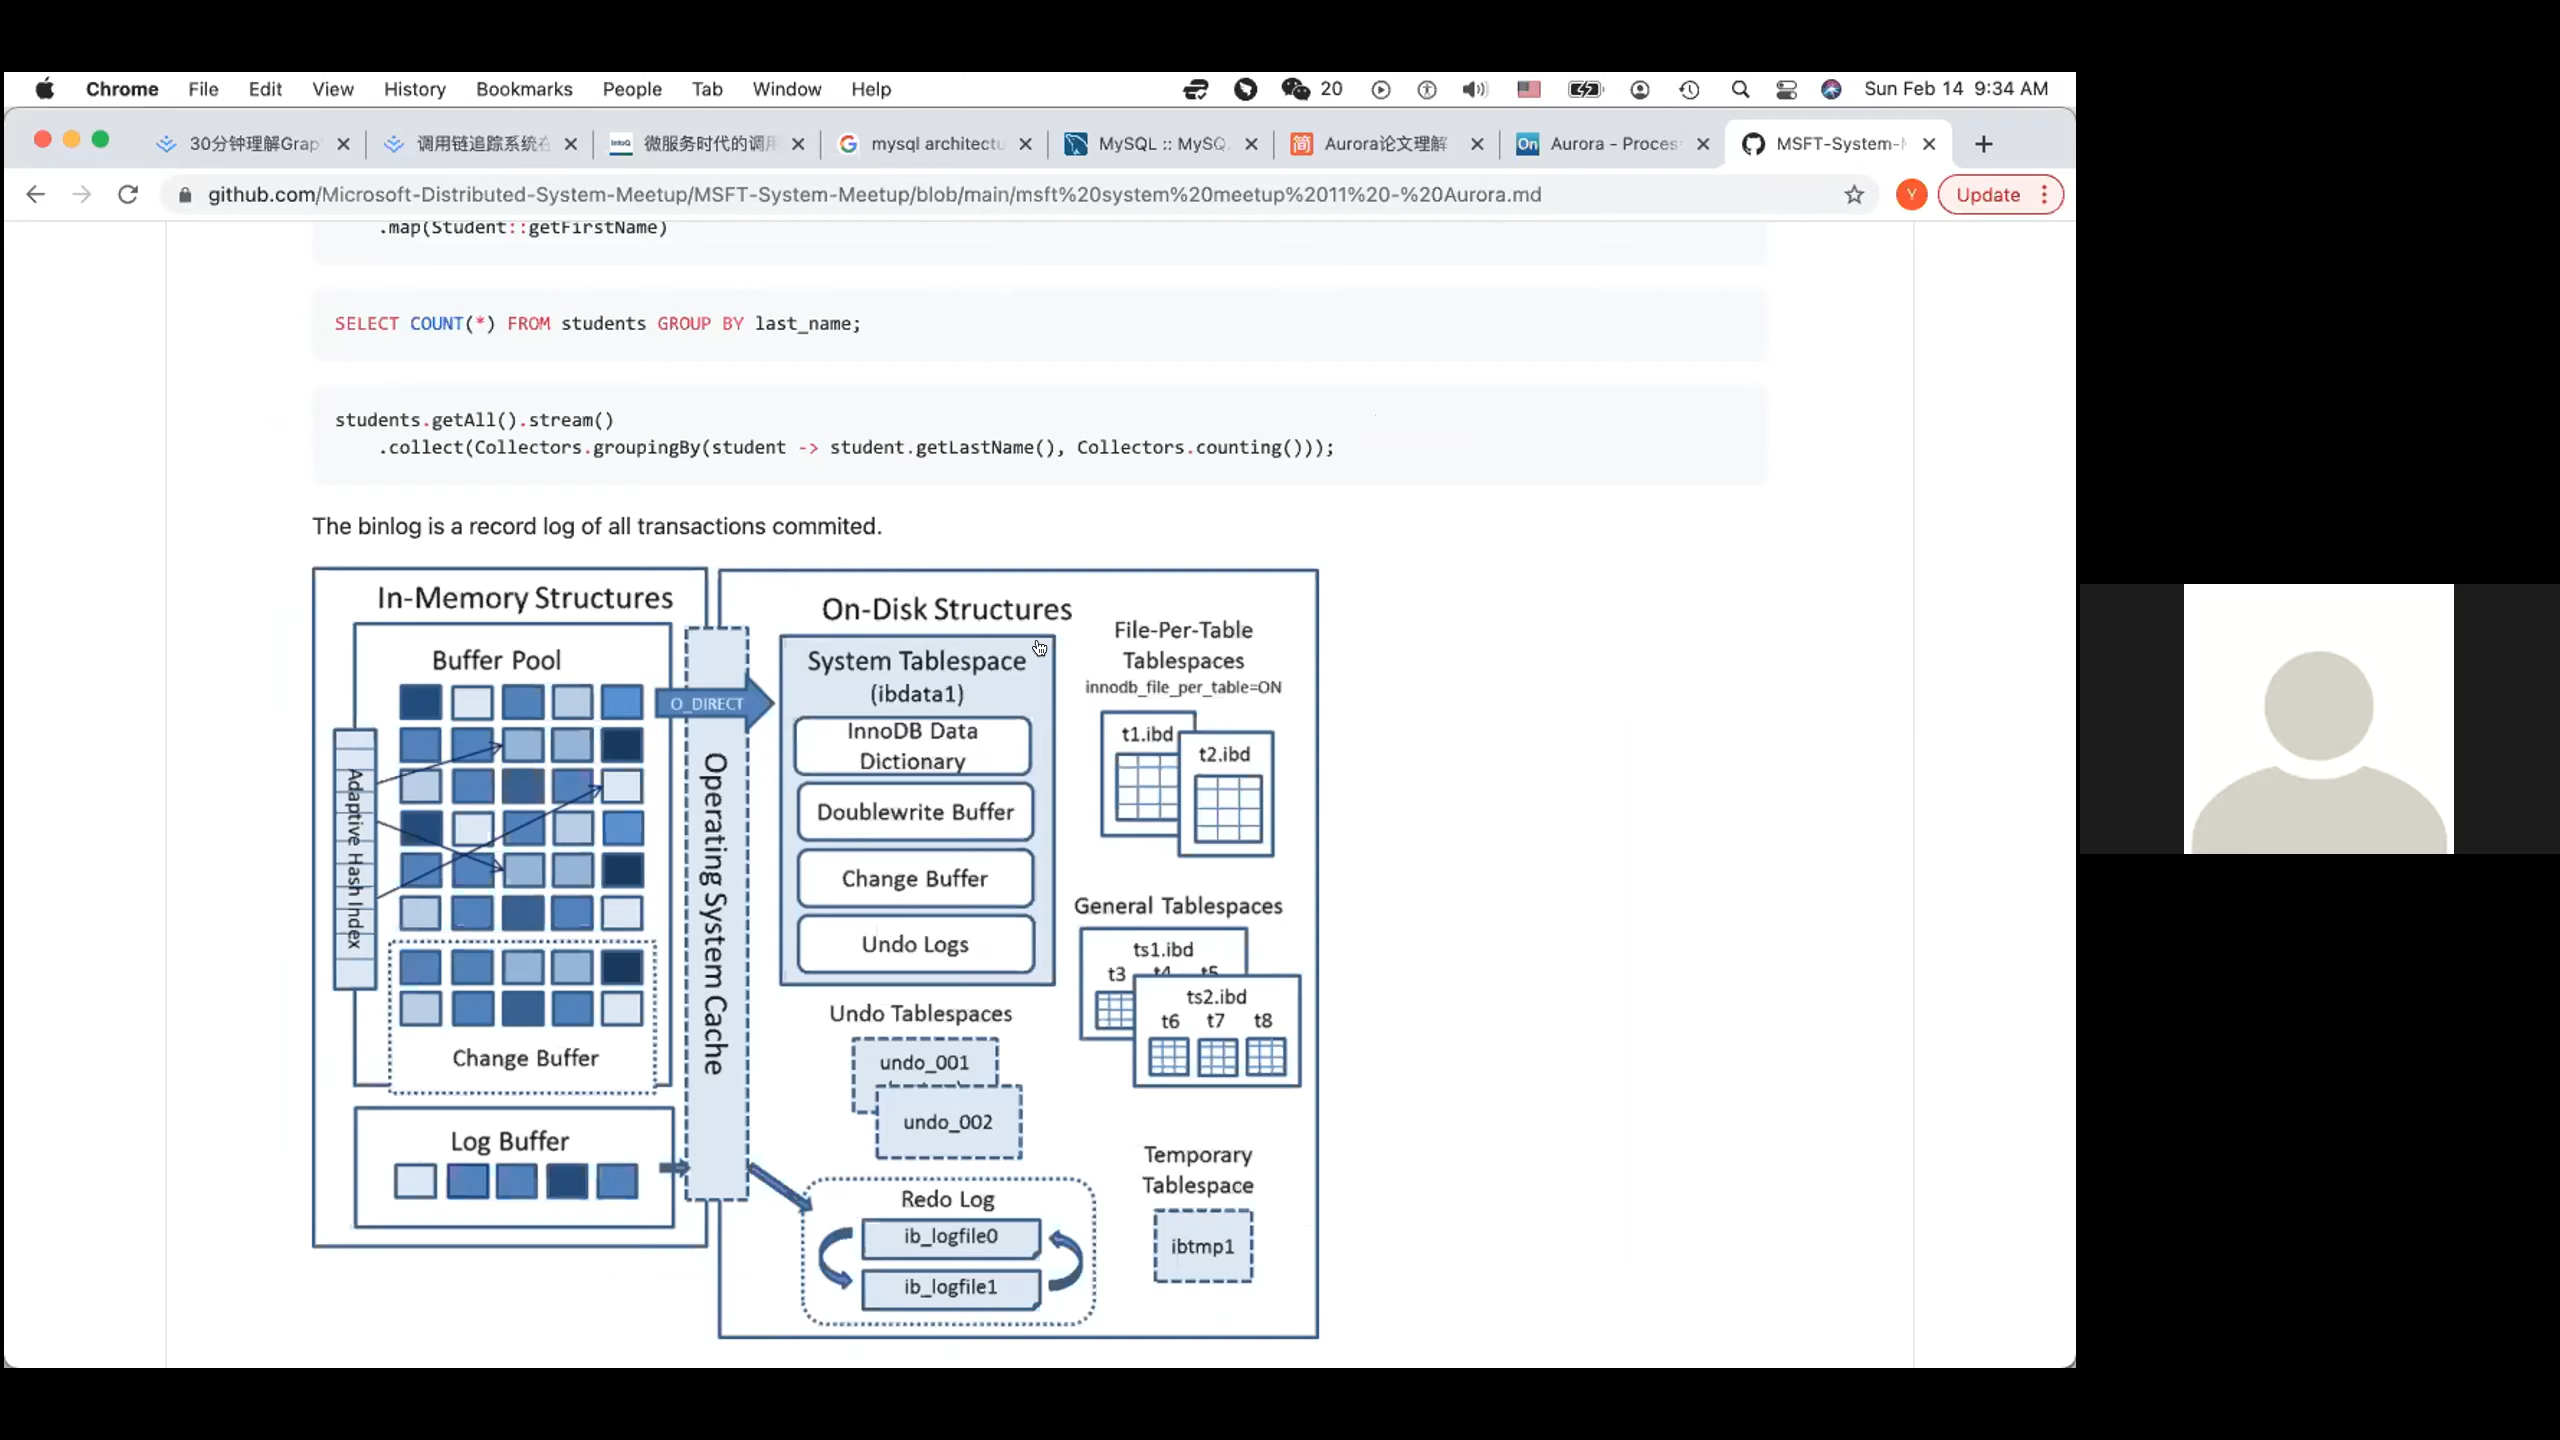 Chrome File Edit View History Bookmarks People Tab Window Help 20 Sun Feb 14 9:34 AM
30分钟理解Grap 调用链追踪系统在 InfoQ 微服务时代的调用 mysql architectu MySQL :: MySQ 简 Aurora论文理解 On Aurora - Proces MSFT-System-M
github.com/Microsoft-Distributed-System-Meetup/MSFT-System-Meetup/blob/main/msft%20system%20meetup%2011%20-%20Aurora.md Y Update
.map(Student::getFirstName)
SELECT COUNT(*) FROM students GROUP BY last_name;
students.getAll().stream()
.collect(Collectors.groupingBy(student -> student.getLastName(), Collectors.counting()));
The binlog is a record log of all transactions commited.
In-Memory Structures
Buffer Pool
Adaptive Hash Index
Change Buffer
Log Buffer
O_DIRECT
Operating System Cache
On-Disk Structures
System Tablespace
(ibdata1)
InnoDB Data
Dictionary
Doublewrite Buffer
Change Buffer
Undo Logs
Undo Tablespaces
undo_001
undo_002
Redo Log
ib_logfile0
ib_logfile1
File-Per-Table
Tablespaces
innodb_file_per_table=ON
t1.ibd
t2.ibd
General Tablespaces
ts1.ibd
t3 t4 t5
ts2.ibd
t6 t7 t8
Temporary
Tablespace
ibtmp1